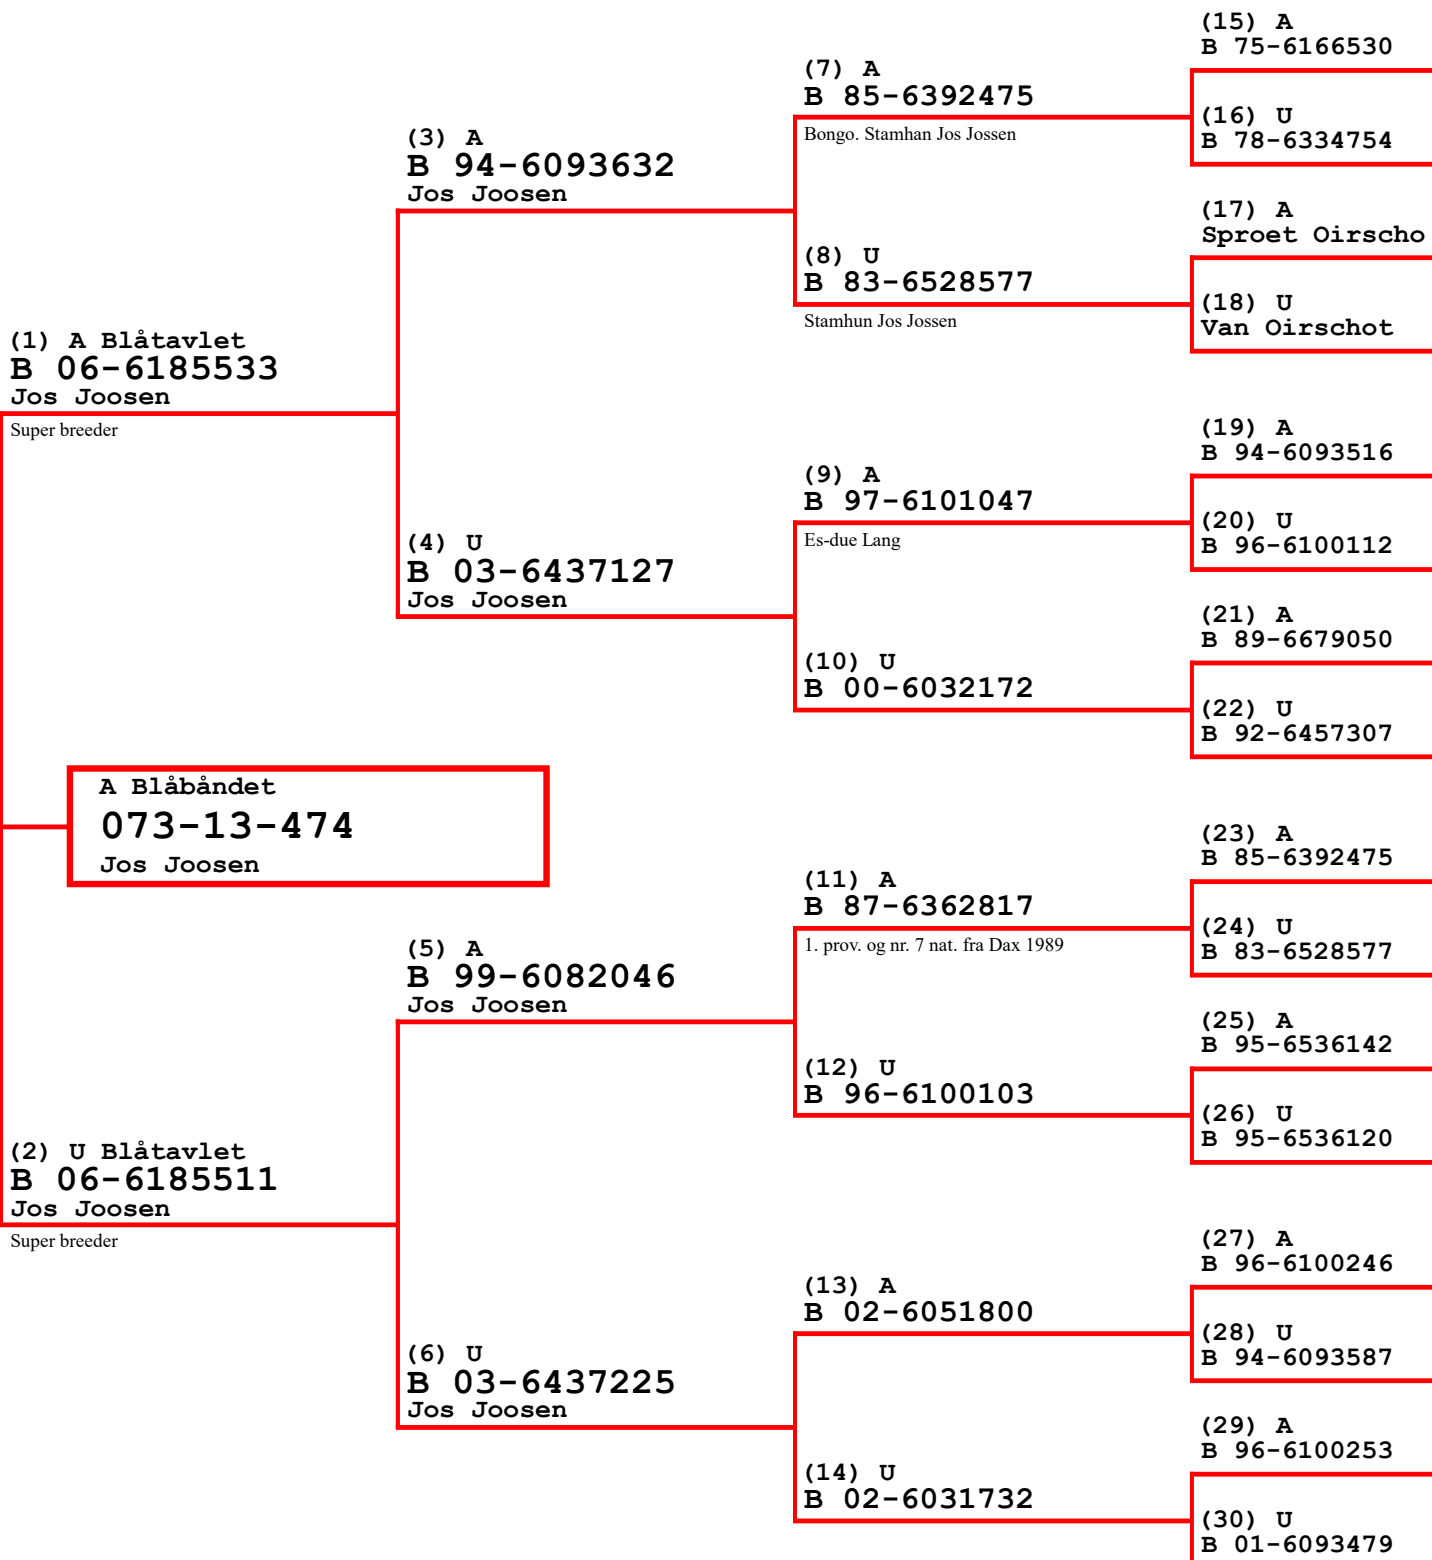 (1) A Blåtavlet
B 06-6185533
Jos Joosen
Super breeder
A Blåbåndet
073-13-474
Jos Joosen
(2) U Blåtavlet
B 06-6185511
Jos Joosen
Super breeder
(3) A
B 94-6093632
Jos Joosen
(4) U
B 03-6437127
Jos Joosen
(5) A
B 99-6082046
Jos Joosen
(6) U
B 03-6437225
Jos Joosen
(7) A
B 85-6392475
Bongo. Stamhan Jos Jossen
(8) U
B 83-6528577
Stamhun Jos Jossen
(9) A
B 97-6101047
Es-due Lang
(10) U
B 00-6032172
(11) A
B 87-6362817
1. prov. og nr. 7 nat. fra Dax 1989
(12) U
B 96-6100103
(13) A
B 02-6051800
(14) U
B 02-6031732
(15) A
B 75-6166530
(16) U
B 78-6334754
(17) A
Sproet Oirscho
(18) U
Van Oirschot
(19) A
B 94-6093516
(20) U
B 96-6100112
(21) A
B 89-6679050
(22) U
B 92-6457307
(23) A
B 85-6392475
(24) U
B 83-6528577
(25) A
B 95-6536142
(26) U
B 95-6536120
(27) A
B 96-6100246
(28) U
B 94-6093587
(29) A
B 96-6100253
(30) U
B 01-6093479